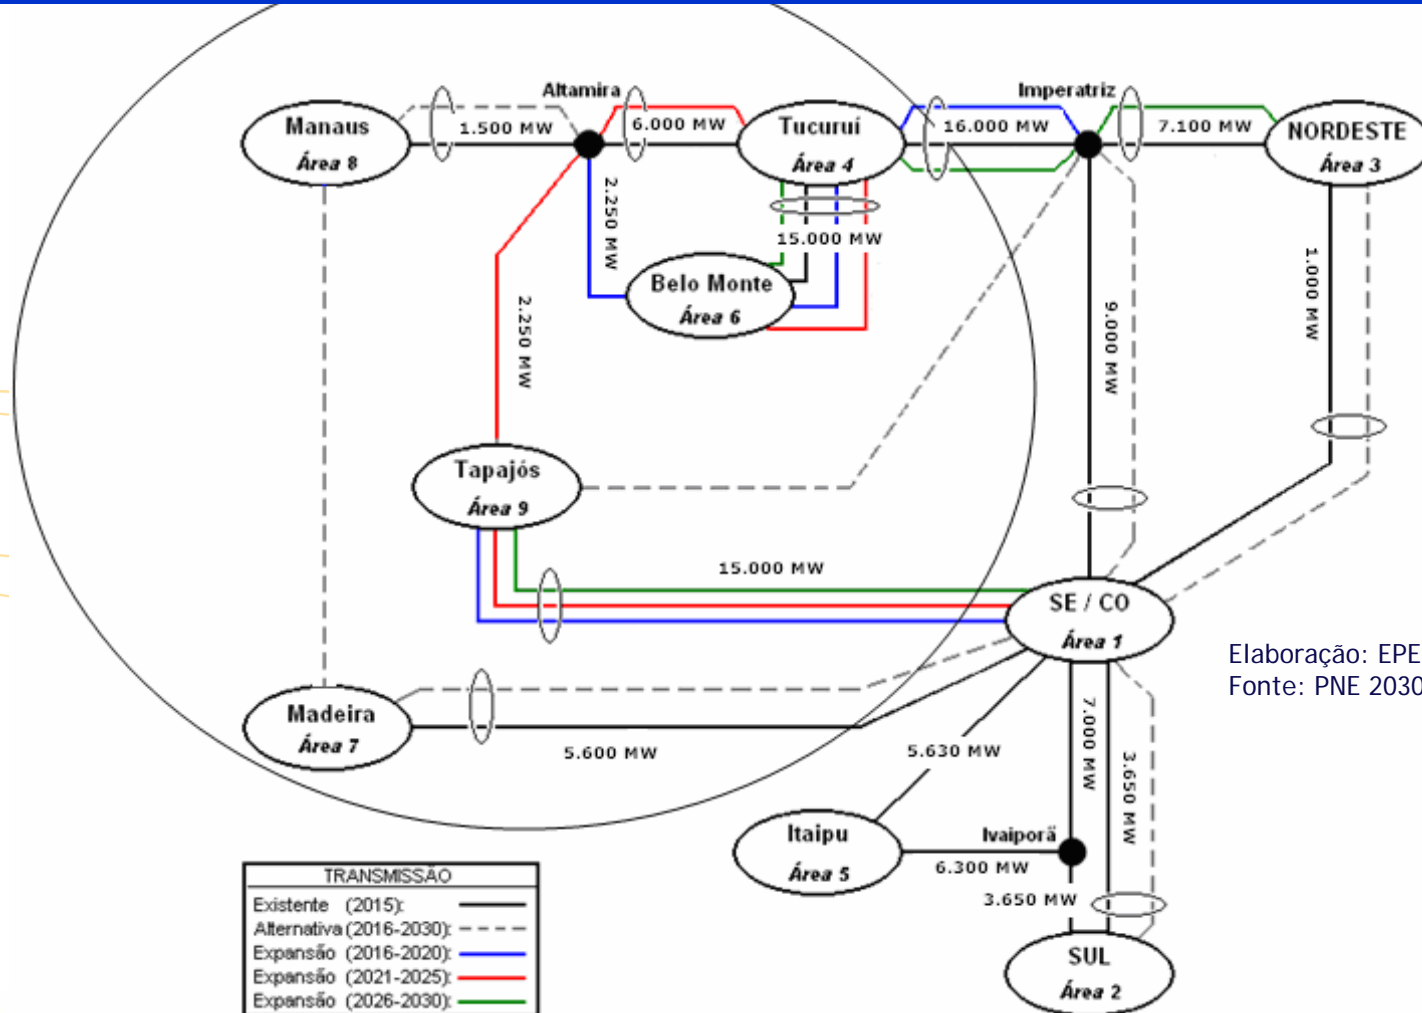 Altamira
Imperatriz
Manaus
Área 8
1.500 MW
6.000 MW
Tucuruí
Área 4
16.000 MW
7.100 MW
NORDESTE
Área 3
2.250 MW
15.000 MW
Belo Monte
Área 6
2.250 MW
9.000 MW
1.000 MW
Tapajós
Área 9
15.000 MW
SE / CO
Área 1
Elaboração: EPE
Fonte: PNE 2030
Madeira
Área 7
5.600 MW
5.630 MW
7.000 MW
3.650 MW
Itaipu
Área 5
Ivaiporã
6.300 MW
3.650 MW
SUL
Área 2
TRANSMISSÃO
Existente (2015):
Alternativa (2016-2030):
Expansão (2016-2020):
Expansão (2021-2025):
Expansão (2026-2030):